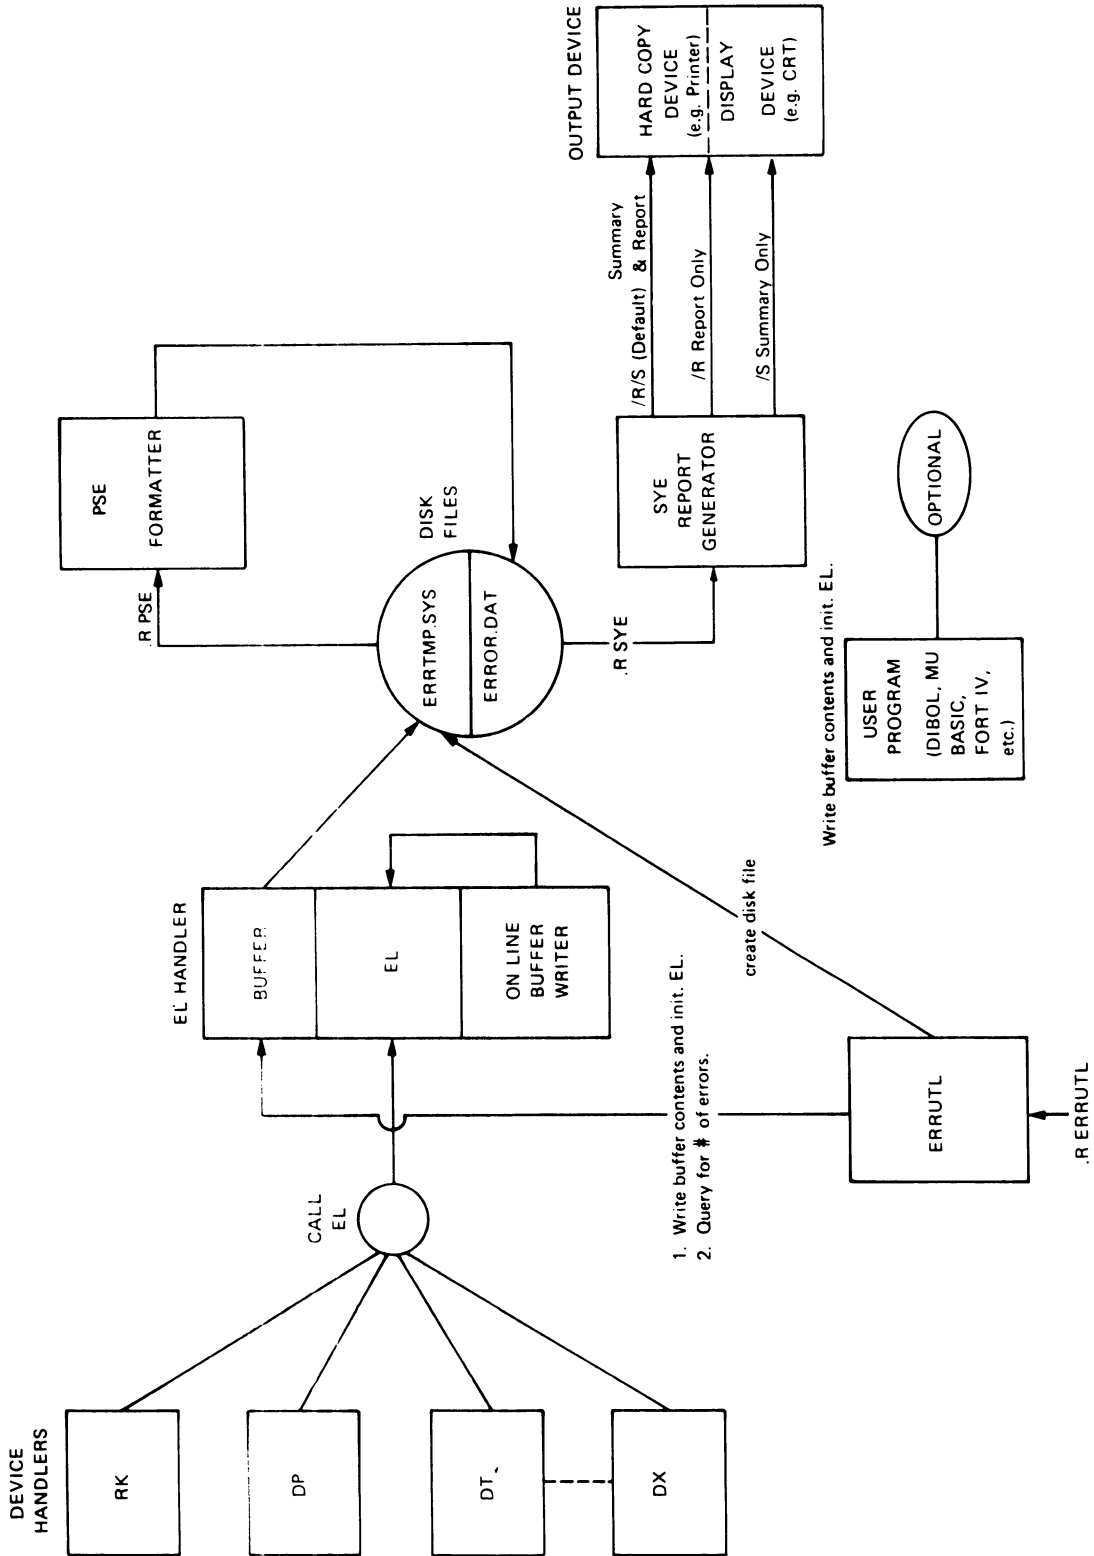 DEVICE
HANDLERS
RK
DP
DT
DX
CALL
EL
EL HANDLER
BUFFER
EL
ON LINE
BUFFER
WRITER
1. Write buffer contents and init. EL.
2. Query for # of errors.
ERRUTL
.R ERRUTL
create disk file
.R PSE
PSE
FORMATTER
DISK
FILES
ERRTMP.SYS
ERROR.DAT
.R SYE
SYE
REPORT
GENERATOR
Summary
/R/S (Default) & Report
/R Report Only
/S Summary Only
OUTPUT DEVICE
HARD COPY
DEVICE
(e.g. Printer)
DISPLAY
DEVICE
(e.g. CRT)
Write buffer contents and init. EL.
USER
PROGRAM
(DIBOL, MU
BASIC,
FORT IV,
etc.)
OPTIONAL